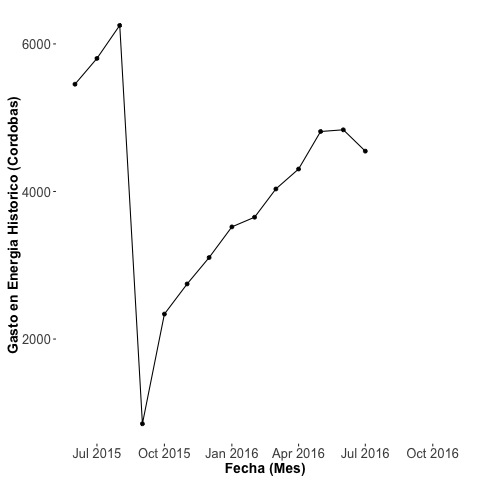 Gasto en Energia Historico (Cordobas)
6000
4000
2000
Jul 2015 Oct 2015 Jan 2016 Apr 2016 Jul 2016 Oct 2016
Fecha (Mes)